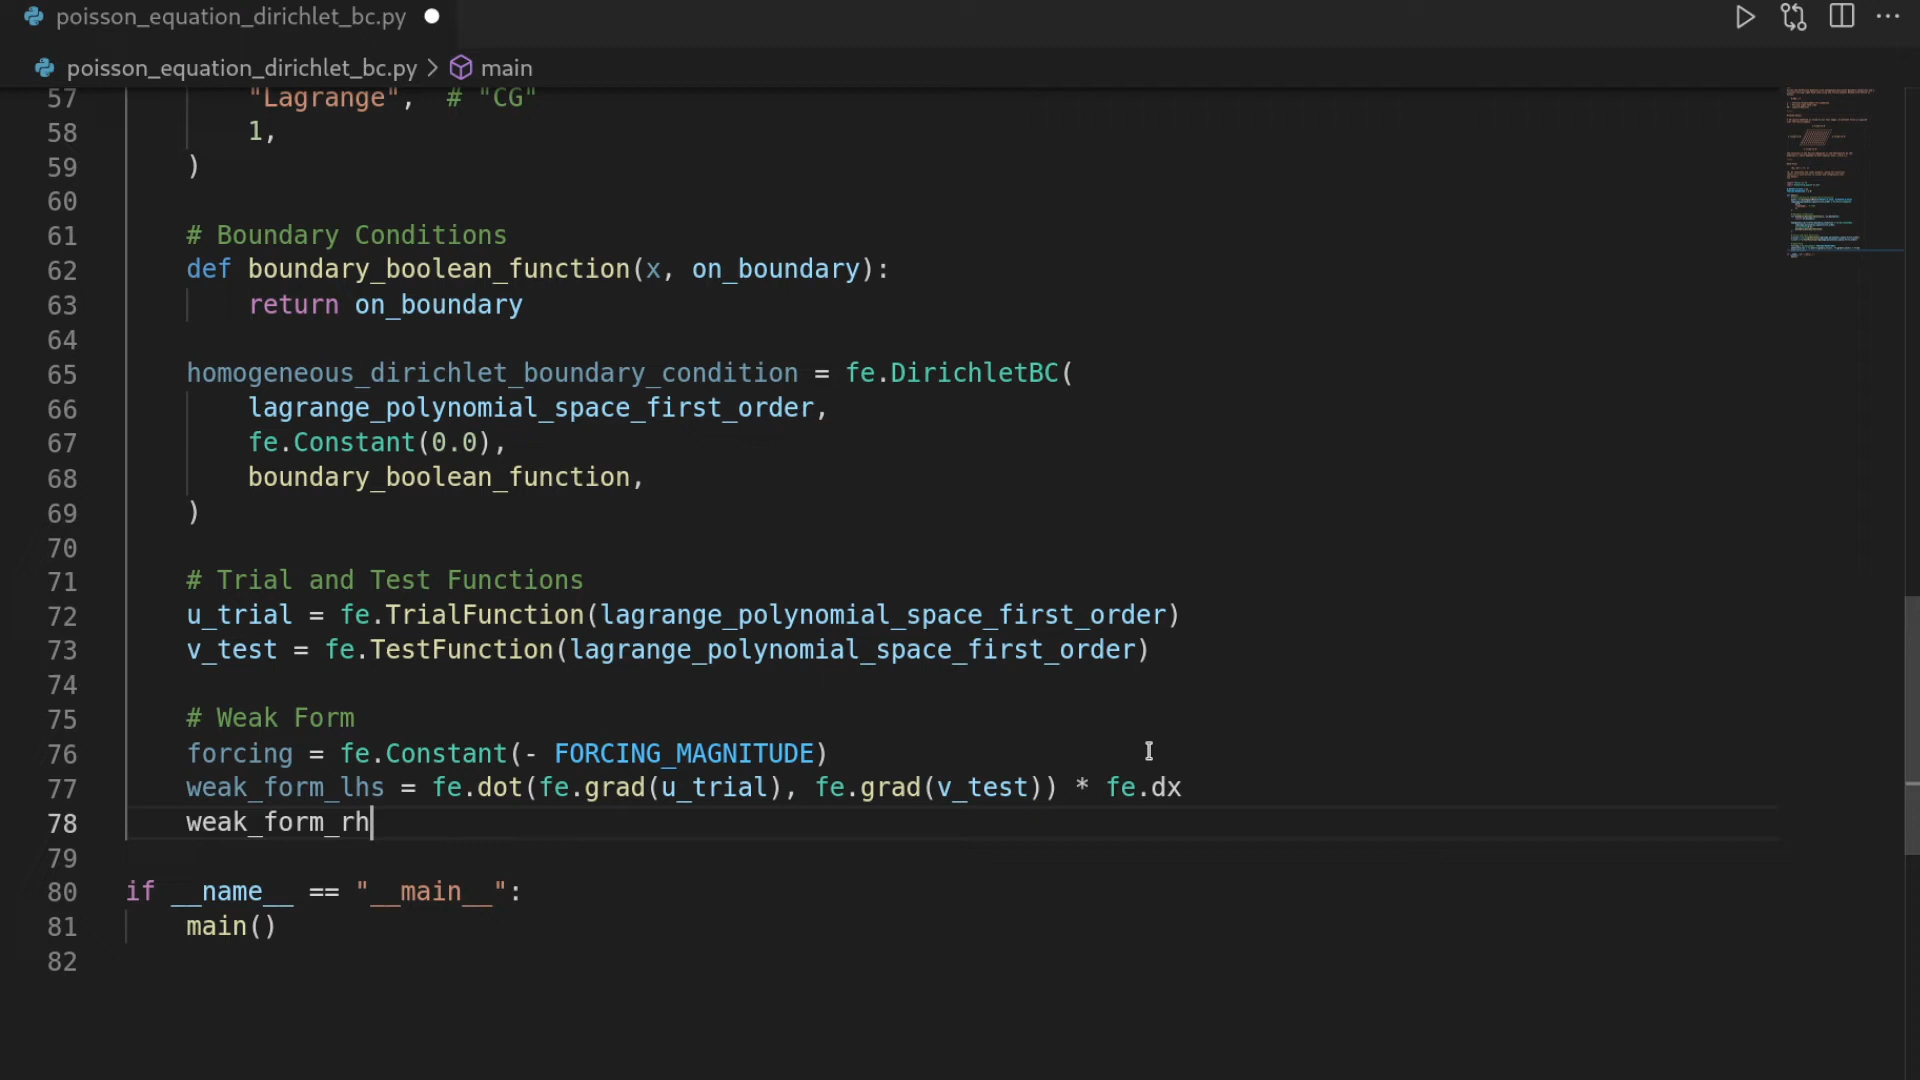 poisson_equation_dirichlet_bc.py
poisson_equation_dirichlet_bc.py > main
57 "Lagrange", # "CG"
58 1,
59 )
60
61 # Boundary Conditions
62 def boundary_boolean_function(x, on_boundary):
63 return on_boundary
64
65 homogeneous_dirichlet_boundary_condition = fe.DirichletBC(
66 lagrange_polynomial_space_first_order,
67 fe.Constant(0.0),
68 boundary_boolean_function,
69 )
70
71 # Trial and Test Functions
72 u_trial = fe.TrialFunction(lagrange_polynomial_space_first_order)
73 v_test = fe.TestFunction(lagrange_polynomial_space_first_order)
74
75 # Weak Form
76 forcing = fe.Constant(- FORCING_MAGNITUDE)
77 weak_form_lhs = fe.dot(fe.grad(u_trial), fe.grad(v_test)) * fe.dx
78 weak_form_rh
79
80 if __name__ == "__main__":
81 main()
82